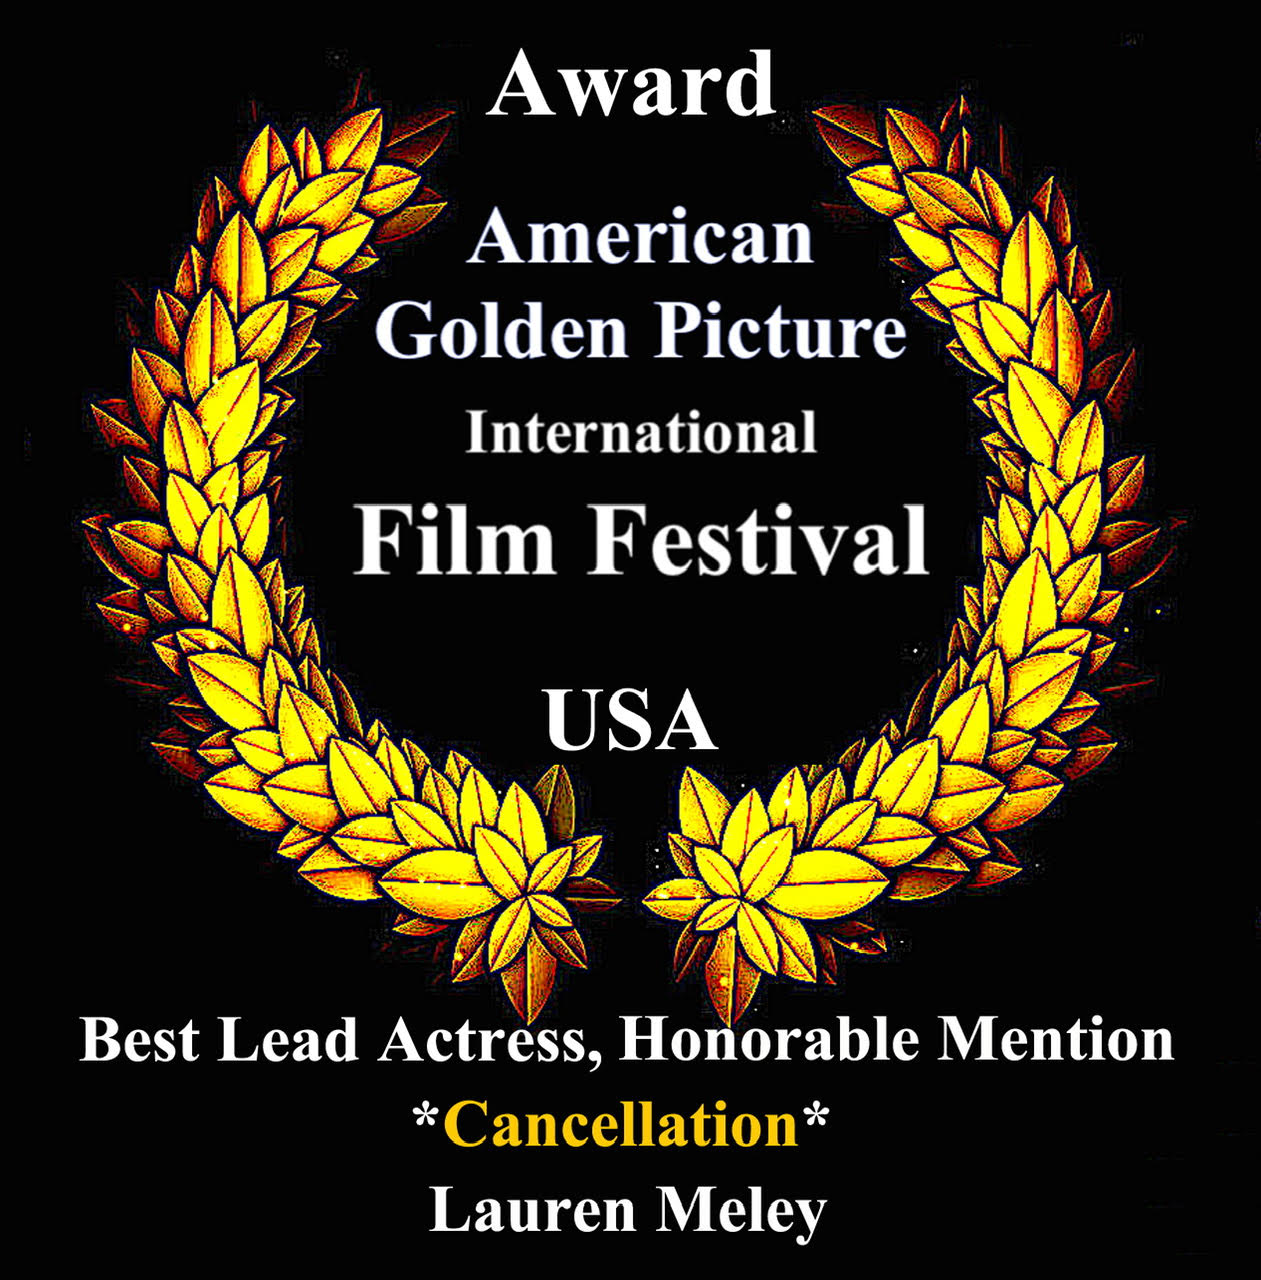 Award
American
Golden Picture
International
Film Festival
USA
Best Lead Actress, Honorable Mention
*Cancellation*
Lauren Meley